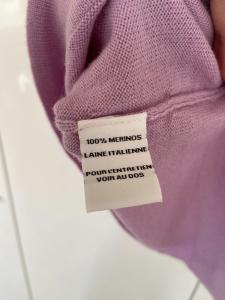 100% MERINOS
LAINE ITALIENNE
POUR L'ENTRETIEN
VOIR AU DOS